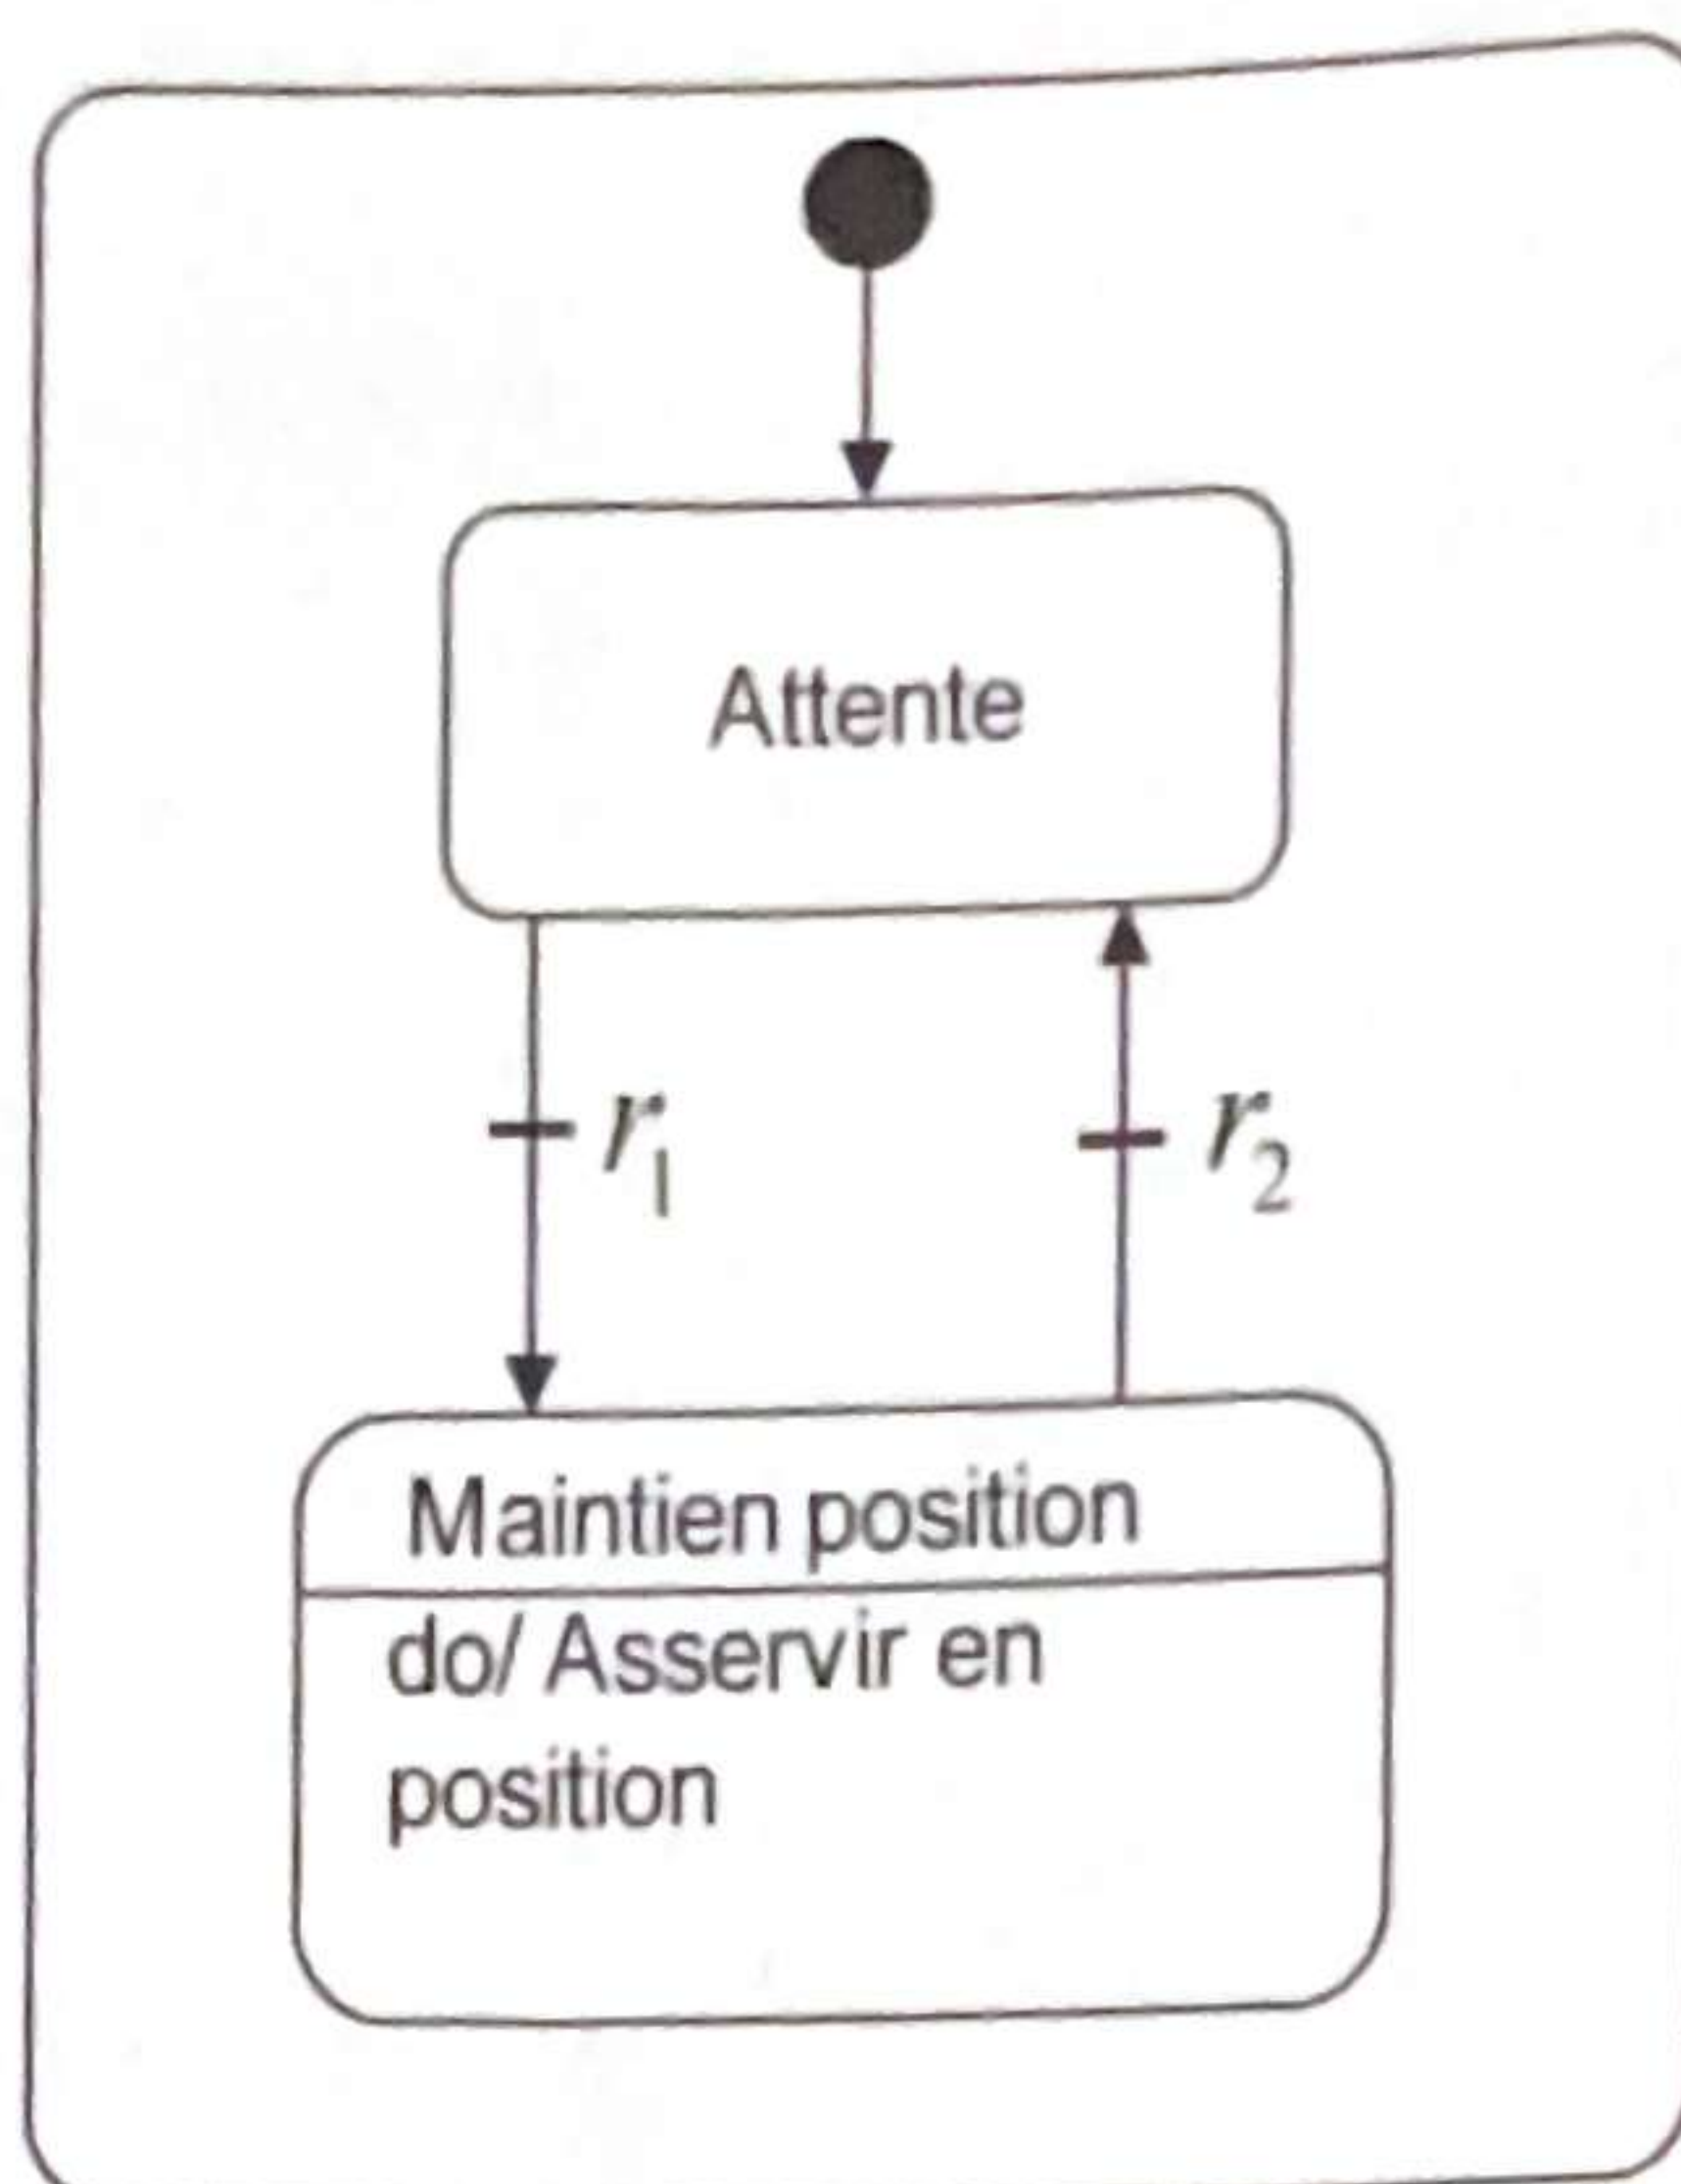 Attente
r1
r2
Maintien position
do/ Asservir en
position